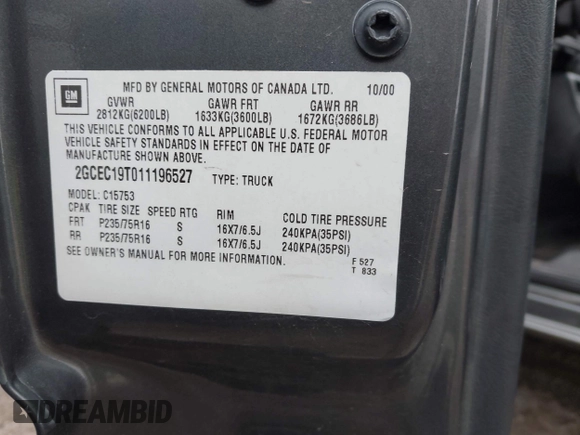 GM
MFD BY GENERAL MOTORS OF CANADA LTD. 10/00
GVWR GAWR FRT GAWR RR
2812KG(6200LB) 1633KG(3600LB) 1672KG(3686LB)
THIS VEHICLE CONFORMS TO ALL APPLICABLE U.S. FEDERAL MOTOR
VEHICLE SAFETY STANDARDS IN EFFECT ON THE DATE OF
MANUFACTURE SHOWN ABOVE.
2GCEC19T011196527 TYPE: TRUCK
MODEL: C15753
CPAK TIRE SIZE SPEED RTG RIM COLD TIRE PRESSURE
FRT P235/75R16 S 16X7/6.5J 240KPA(35PSI)
RR P235/75R16 S 16X7/6.5J 240KPA(35PSI)
SEE OWNER'S MANUAL FOR MORE INFORMATION.
F 527
T 833
DREAMBID